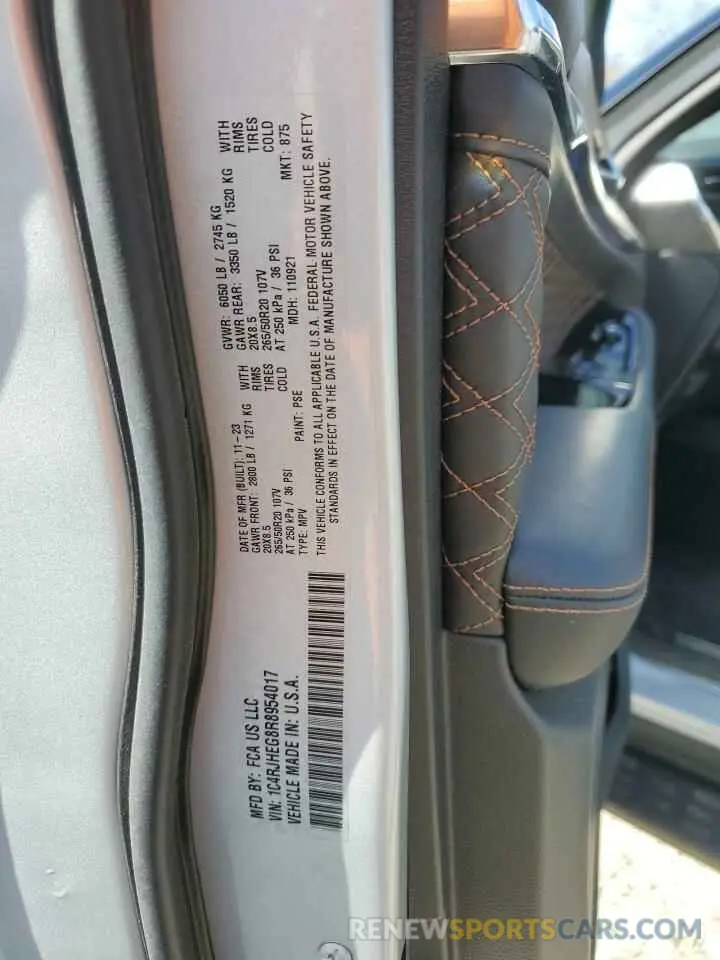 MFD BY: FCA US LLC
VIN: 1C4RJHEG8R8954017
VEHICLE MADE IN: U.S.A.
DATE OF MFR (BUILT): 11-23
GAWR FRONT: 2800 LB / 1271 KG WITH
20X8.5 RIMS
265/50R20 107V TIRES
AT 250 kPa / 36 PSI COLD
TYPE: MPV PAINT: PSE
GVWR: 6050 LB / 2745 KG
GAWR REAR: 3350 LB / 1520 KG WITH
20X8.5 RIMS
265/50R20 107V TIRES
AT 250 kPa / 36 PSI COLD
MDH: 110921 MKT: 875
THIS VEHICLE CONFORMS TO ALL APPLICABLE U.S.A. FEDERAL MOTOR VEHICLE SAFETY
STANDARDS IN EFFECT ON THE DATE OF MANUFACTURE SHOWN ABOVE.
RENEWSPORTSCARS.COM